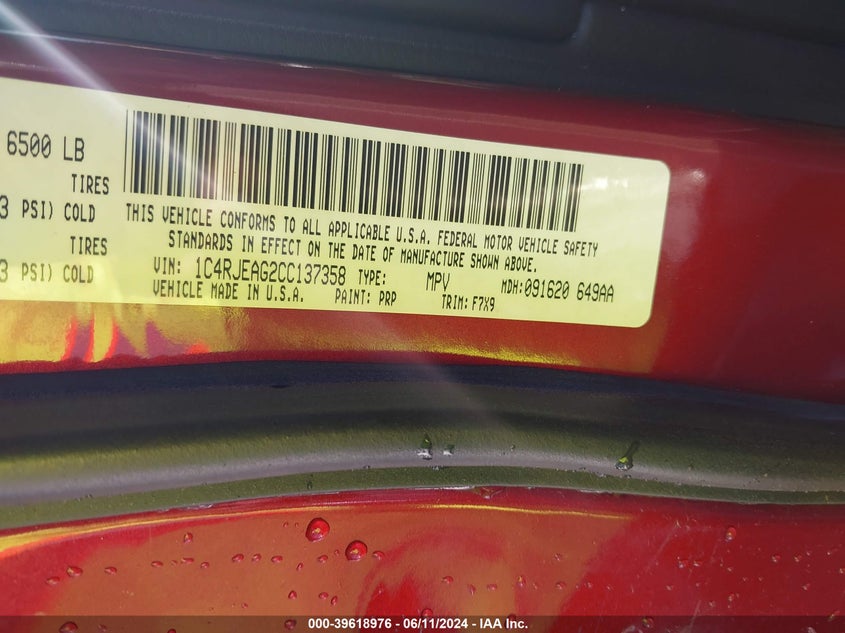 6500 LB
TIRES
3 PSI) COLD
TIRES
3 PSI) COLD
THIS VEHICLE CONFORMS TO ALL APPLICABLE U.S.A. FEDERAL MOTOR VEHICLE SAFETY
STANDARDS IN EFFECT ON THE DATE OF MANUFACTURE SHOWN ABOVE.
VIN: 1C4RJEAG2CC137358 TYPE: MPV MDH:091620 649AA
VEHICLE MADE IN U.S.A. PAINT: PRP TRIM: F7X9
000-39618976 - 06/11/2024 - IAA Inc.